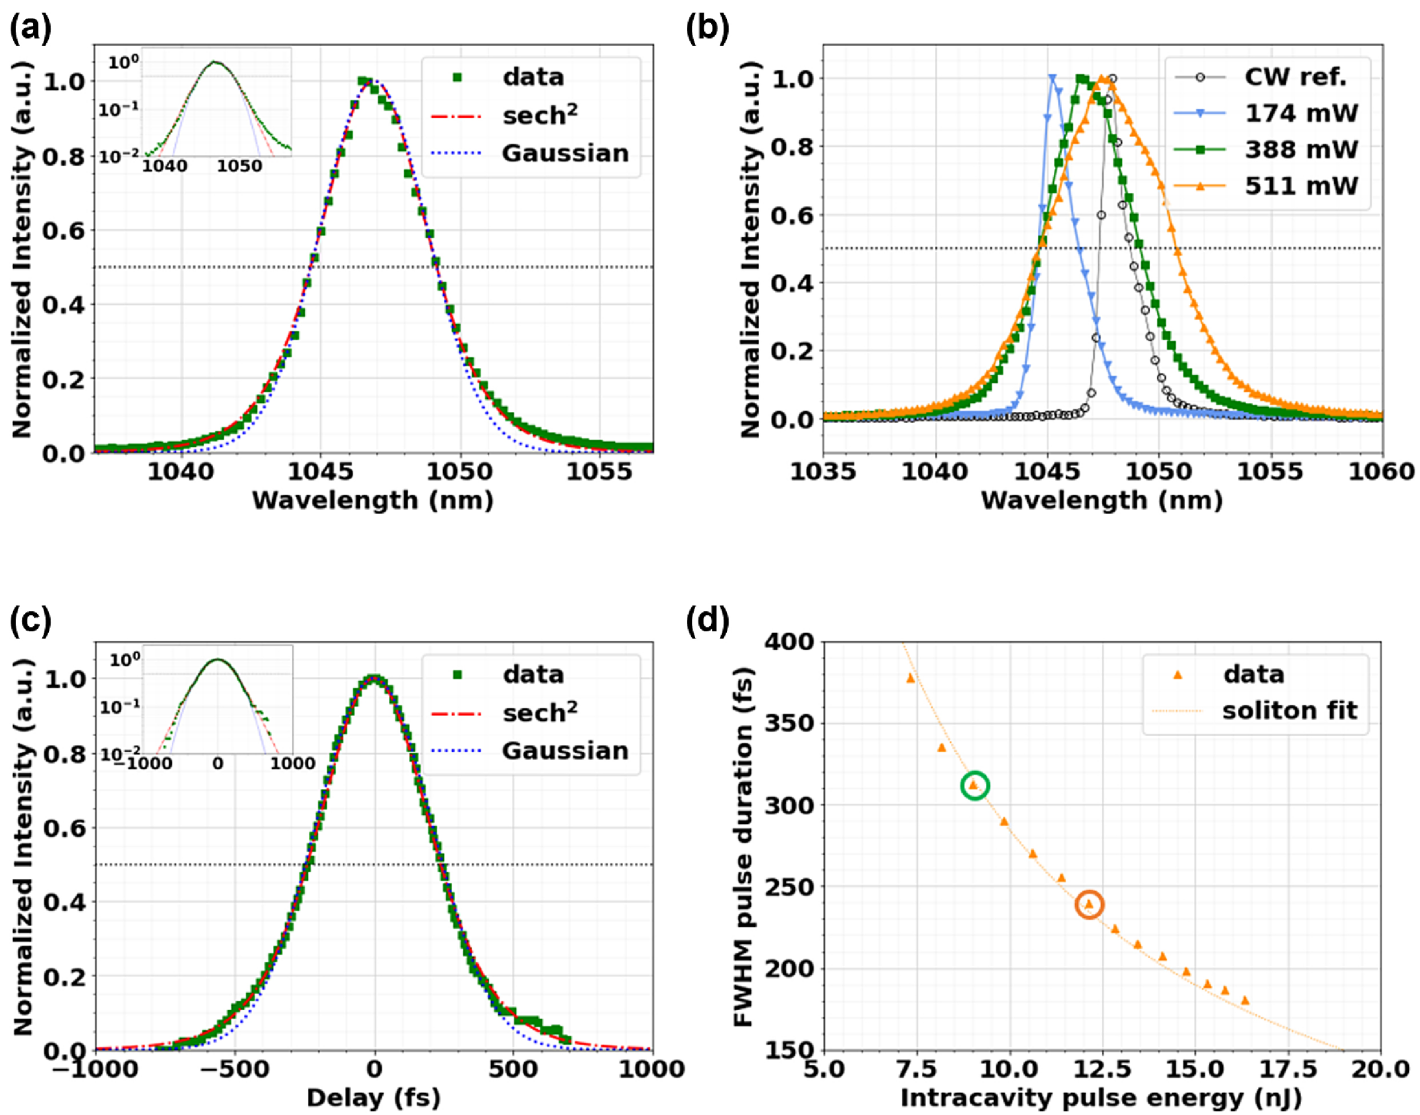 (a)
Normalized Intensity (a.u.)
1.0
0.8
0.6
0.4
0.2
0.0
10⁰
10⁻¹
10⁻²
1040
1050
data
sech²
Gaussian
1040
1045
1050
1055
Wavelength (nm)
(b)
Normalized Intensity (a.u.)
1.0
0.8
0.6
0.4
0.2
0.0
CW ref.
174 mW
388 mW
511 mW
1035
1040
1045
1050
1055
1060
Wavelength (nm)
(c)
Normalized Intensity (a.u.)
1.0
0.8
0.6
0.4
0.2
0.0
10⁰
10⁻¹
10⁻²
−1000
0
1000
data
sech²
Gaussian
−1000
−500
0
500
1000
Delay (fs)
(d)
FWHM pulse duration (fs)
400
350
300
250
200
150
data
soliton fit
5.0
7.5
10.0
12.5
15.0
17.5
20.0
Intracavity pulse energy (nJ)